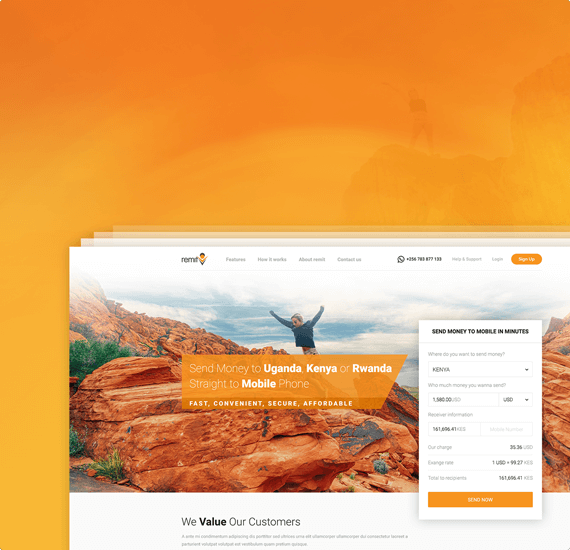 remit
Features How it works About remit Contact us
+256 783 877 133 Help & Support Login Sign Up
Send Money to Uganda, Kenya or Rwanda
Straight to Mobile Phone
FAST, CONVENIENT, SECURE, AFFORDABLE
SEND MONEY TO MOBILE IN MINUTES
Where do you want to send money?
KENYA
Who much money you wanna send?
1,580.00USD USD
Receiver information
161,696.41KES Mobile Number
Our charge 35.36 USD
Exange rate 1 USD = 99.27 KES
Total to recipients 161,696.41 KES
SEND NOW
We Value Our Customers